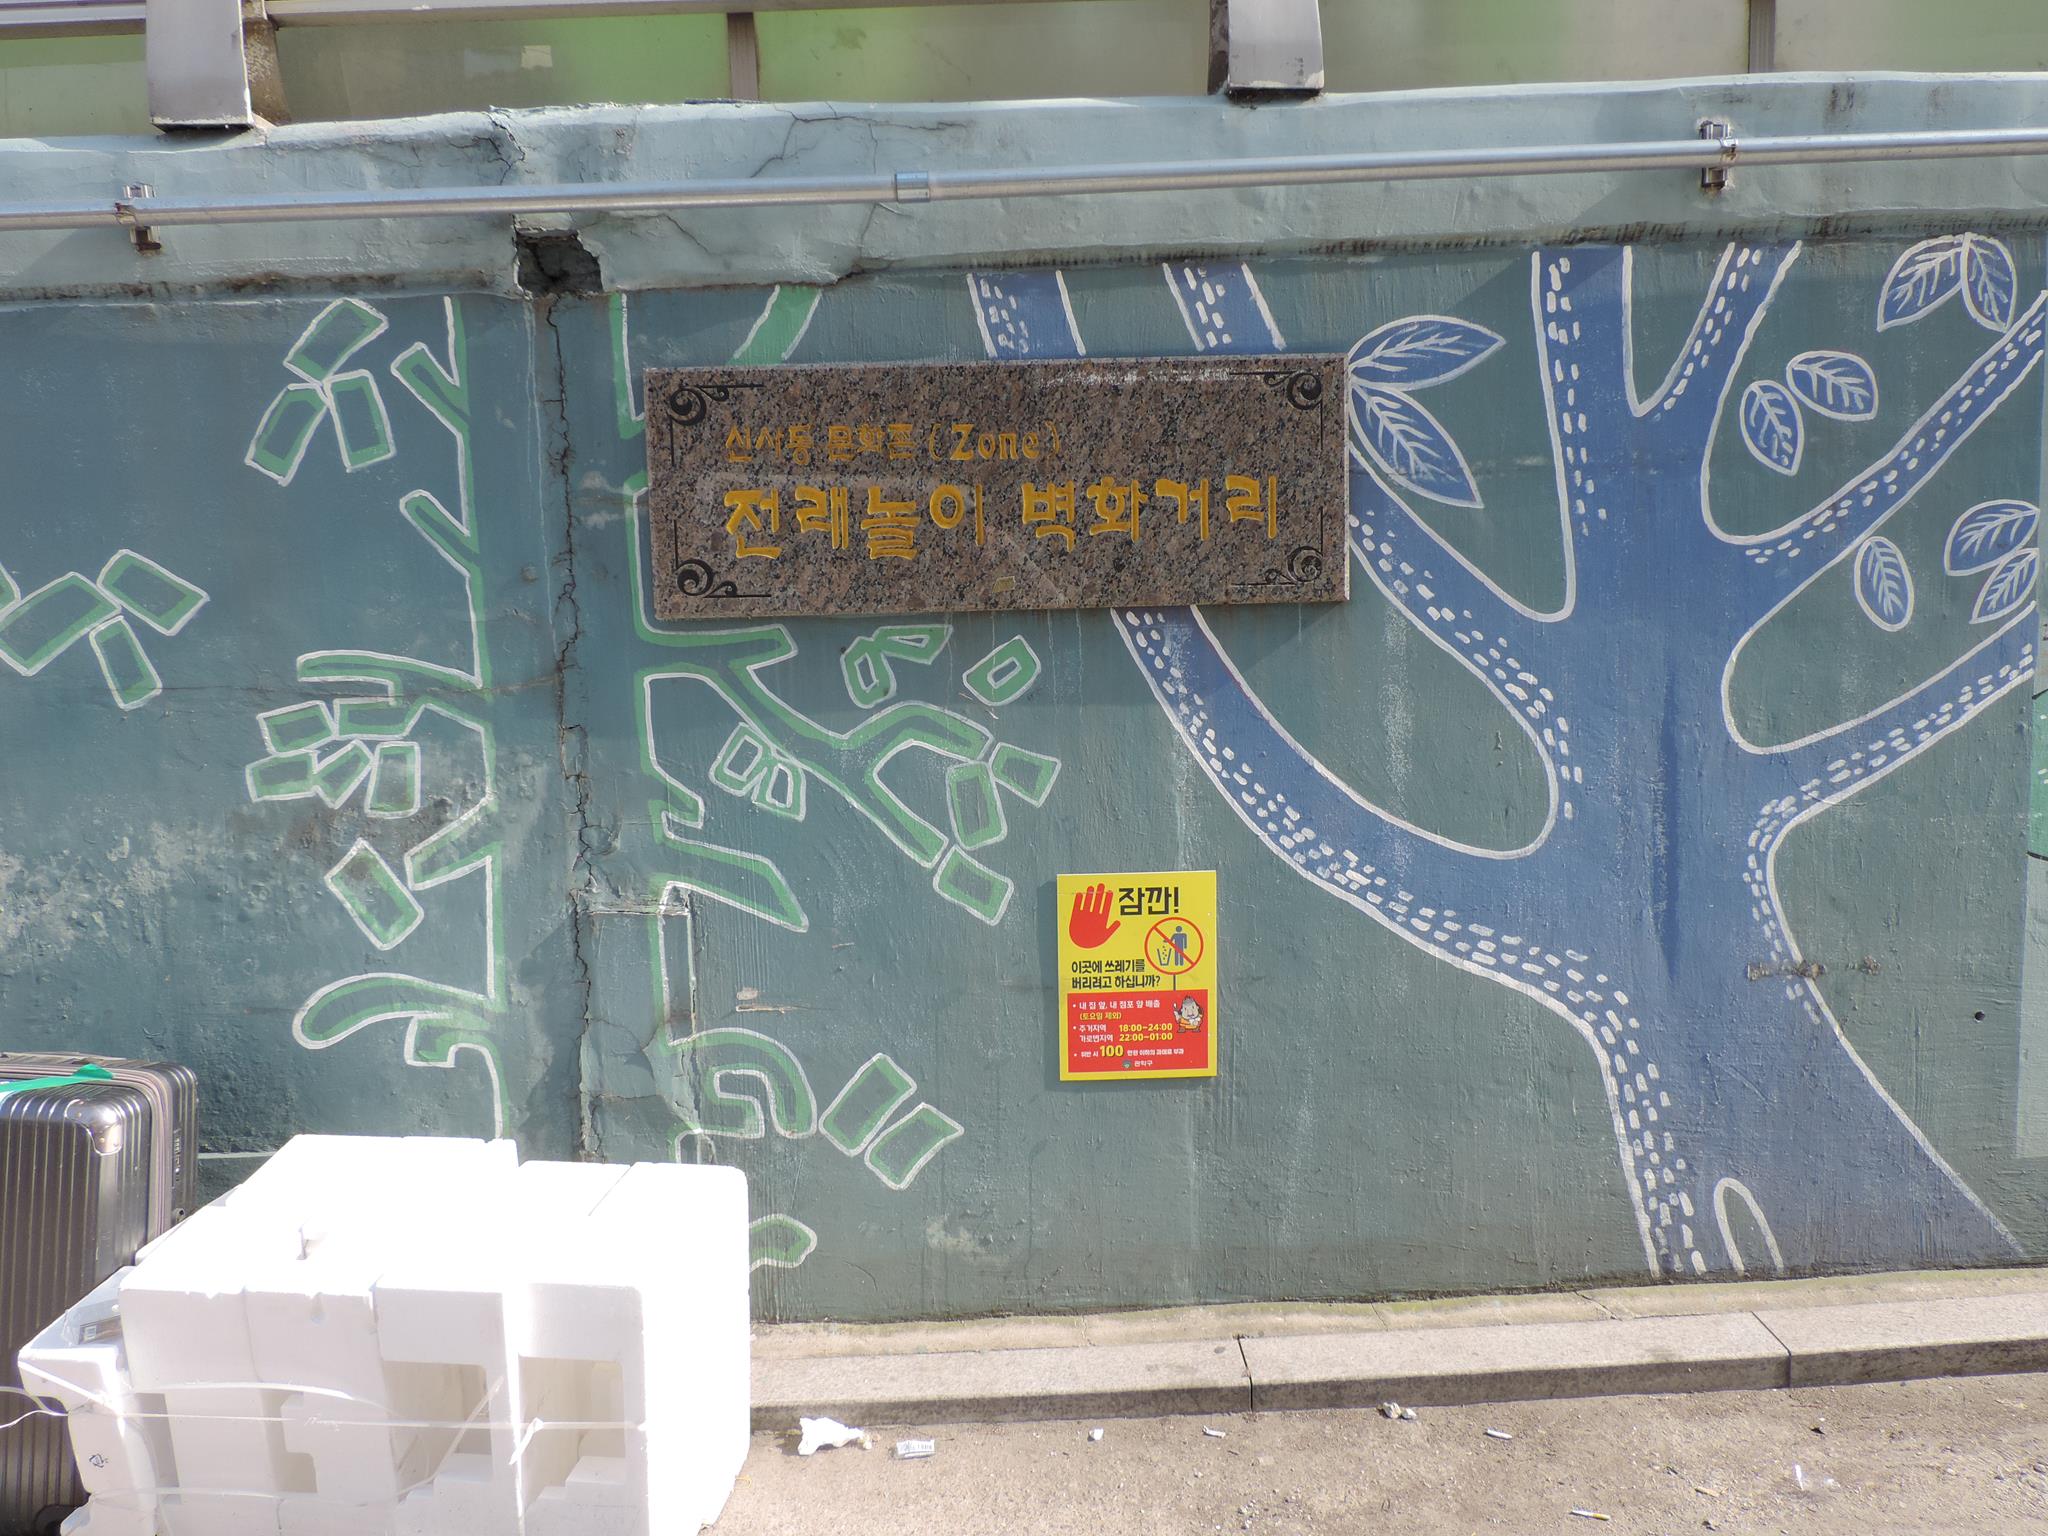 신사동 문화존 (Zone)
전래놀이 벽화거리
잠깐!
이곳에 쓰레기를
버리려고 하십니까?
• 내 집 앞, 내 점포 앞 배출
(토요일 제외)
• 주거지역 18:00~24:00
가로변지역 22:00~01:00
• 위반 시 100 만원 이하의 과태료 부과
관악구